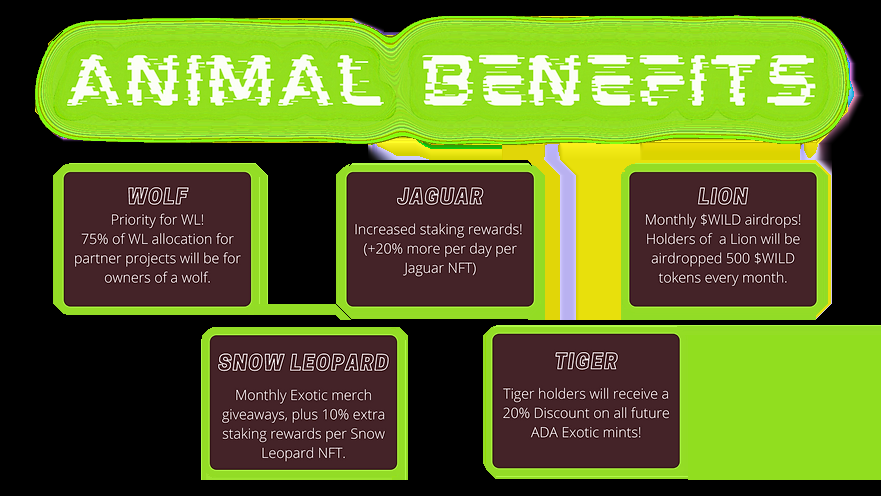 ANIMAL BENEFITS
WOLF
Priority for WL!
75% of WL allocation for
partner projects will be for
owners of a wolf.
JAGUAR
Increased staking rewards!
(+20% more per day per
Jaguar NFT)
LION
Monthly $WILD airdrops!
Holders of a Lion will be
airdropped 500 $WILD
tokens every month.
SNOW LEOPARD
Monthly Exotic merch
giveaways, plus 10% extra
staking rewards per Snow
Leopard NFT.
TIGER
Tiger holders will receive a
20% Discount on all future
ADA Exotic mints!